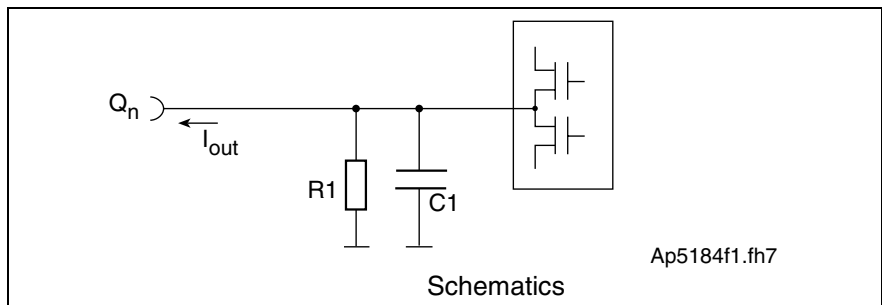 Qn
Iout
R1
C1
Ap5184f1.fh7
Schematics